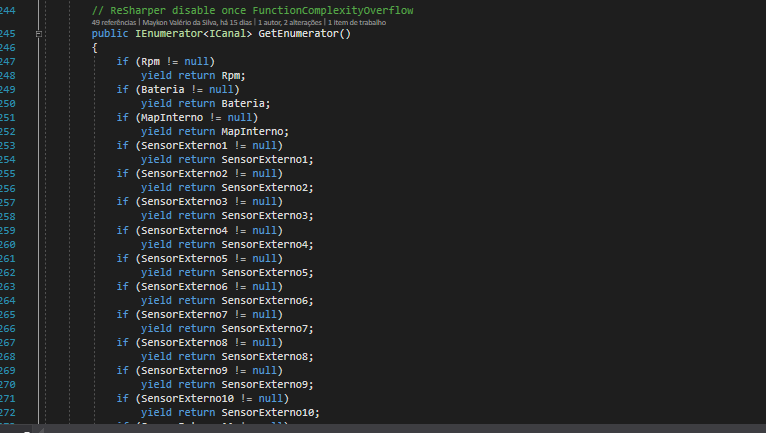 244 // ReSharper disable once FunctionComplexityOverflow
49 referências | Maykon Valério da Silva, há 15 dias | 1 autor, 2 alterações | 1 item de trabalho
245 public IEnumerator<ICanal> GetEnumerator()
246 {
247 if (Rpm != null)
248 yield return Rpm;
249 if (Bateria != null)
250 yield return Bateria;
251 if (MapInterno != null)
252 yield return MapInterno;
253 if (SensorExterno1 != null)
254 yield return SensorExterno1;
255 if (SensorExterno2 != null)
256 yield return SensorExterno2;
257 if (SensorExterno3 != null)
258 yield return SensorExterno3;
259 if (SensorExterno4 != null)
260 yield return SensorExterno4;
261 if (SensorExterno5 != null)
262 yield return SensorExterno5;
263 if (SensorExterno6 != null)
264 yield return SensorExterno6;
265 if (SensorExterno7 != null)
266 yield return SensorExterno7;
267 if (SensorExterno8 != null)
268 yield return SensorExterno8;
269 if (SensorExterno9 != null)
270 yield return SensorExterno9;
271 if (SensorExterno10 != null)
272 yield return SensorExterno10;